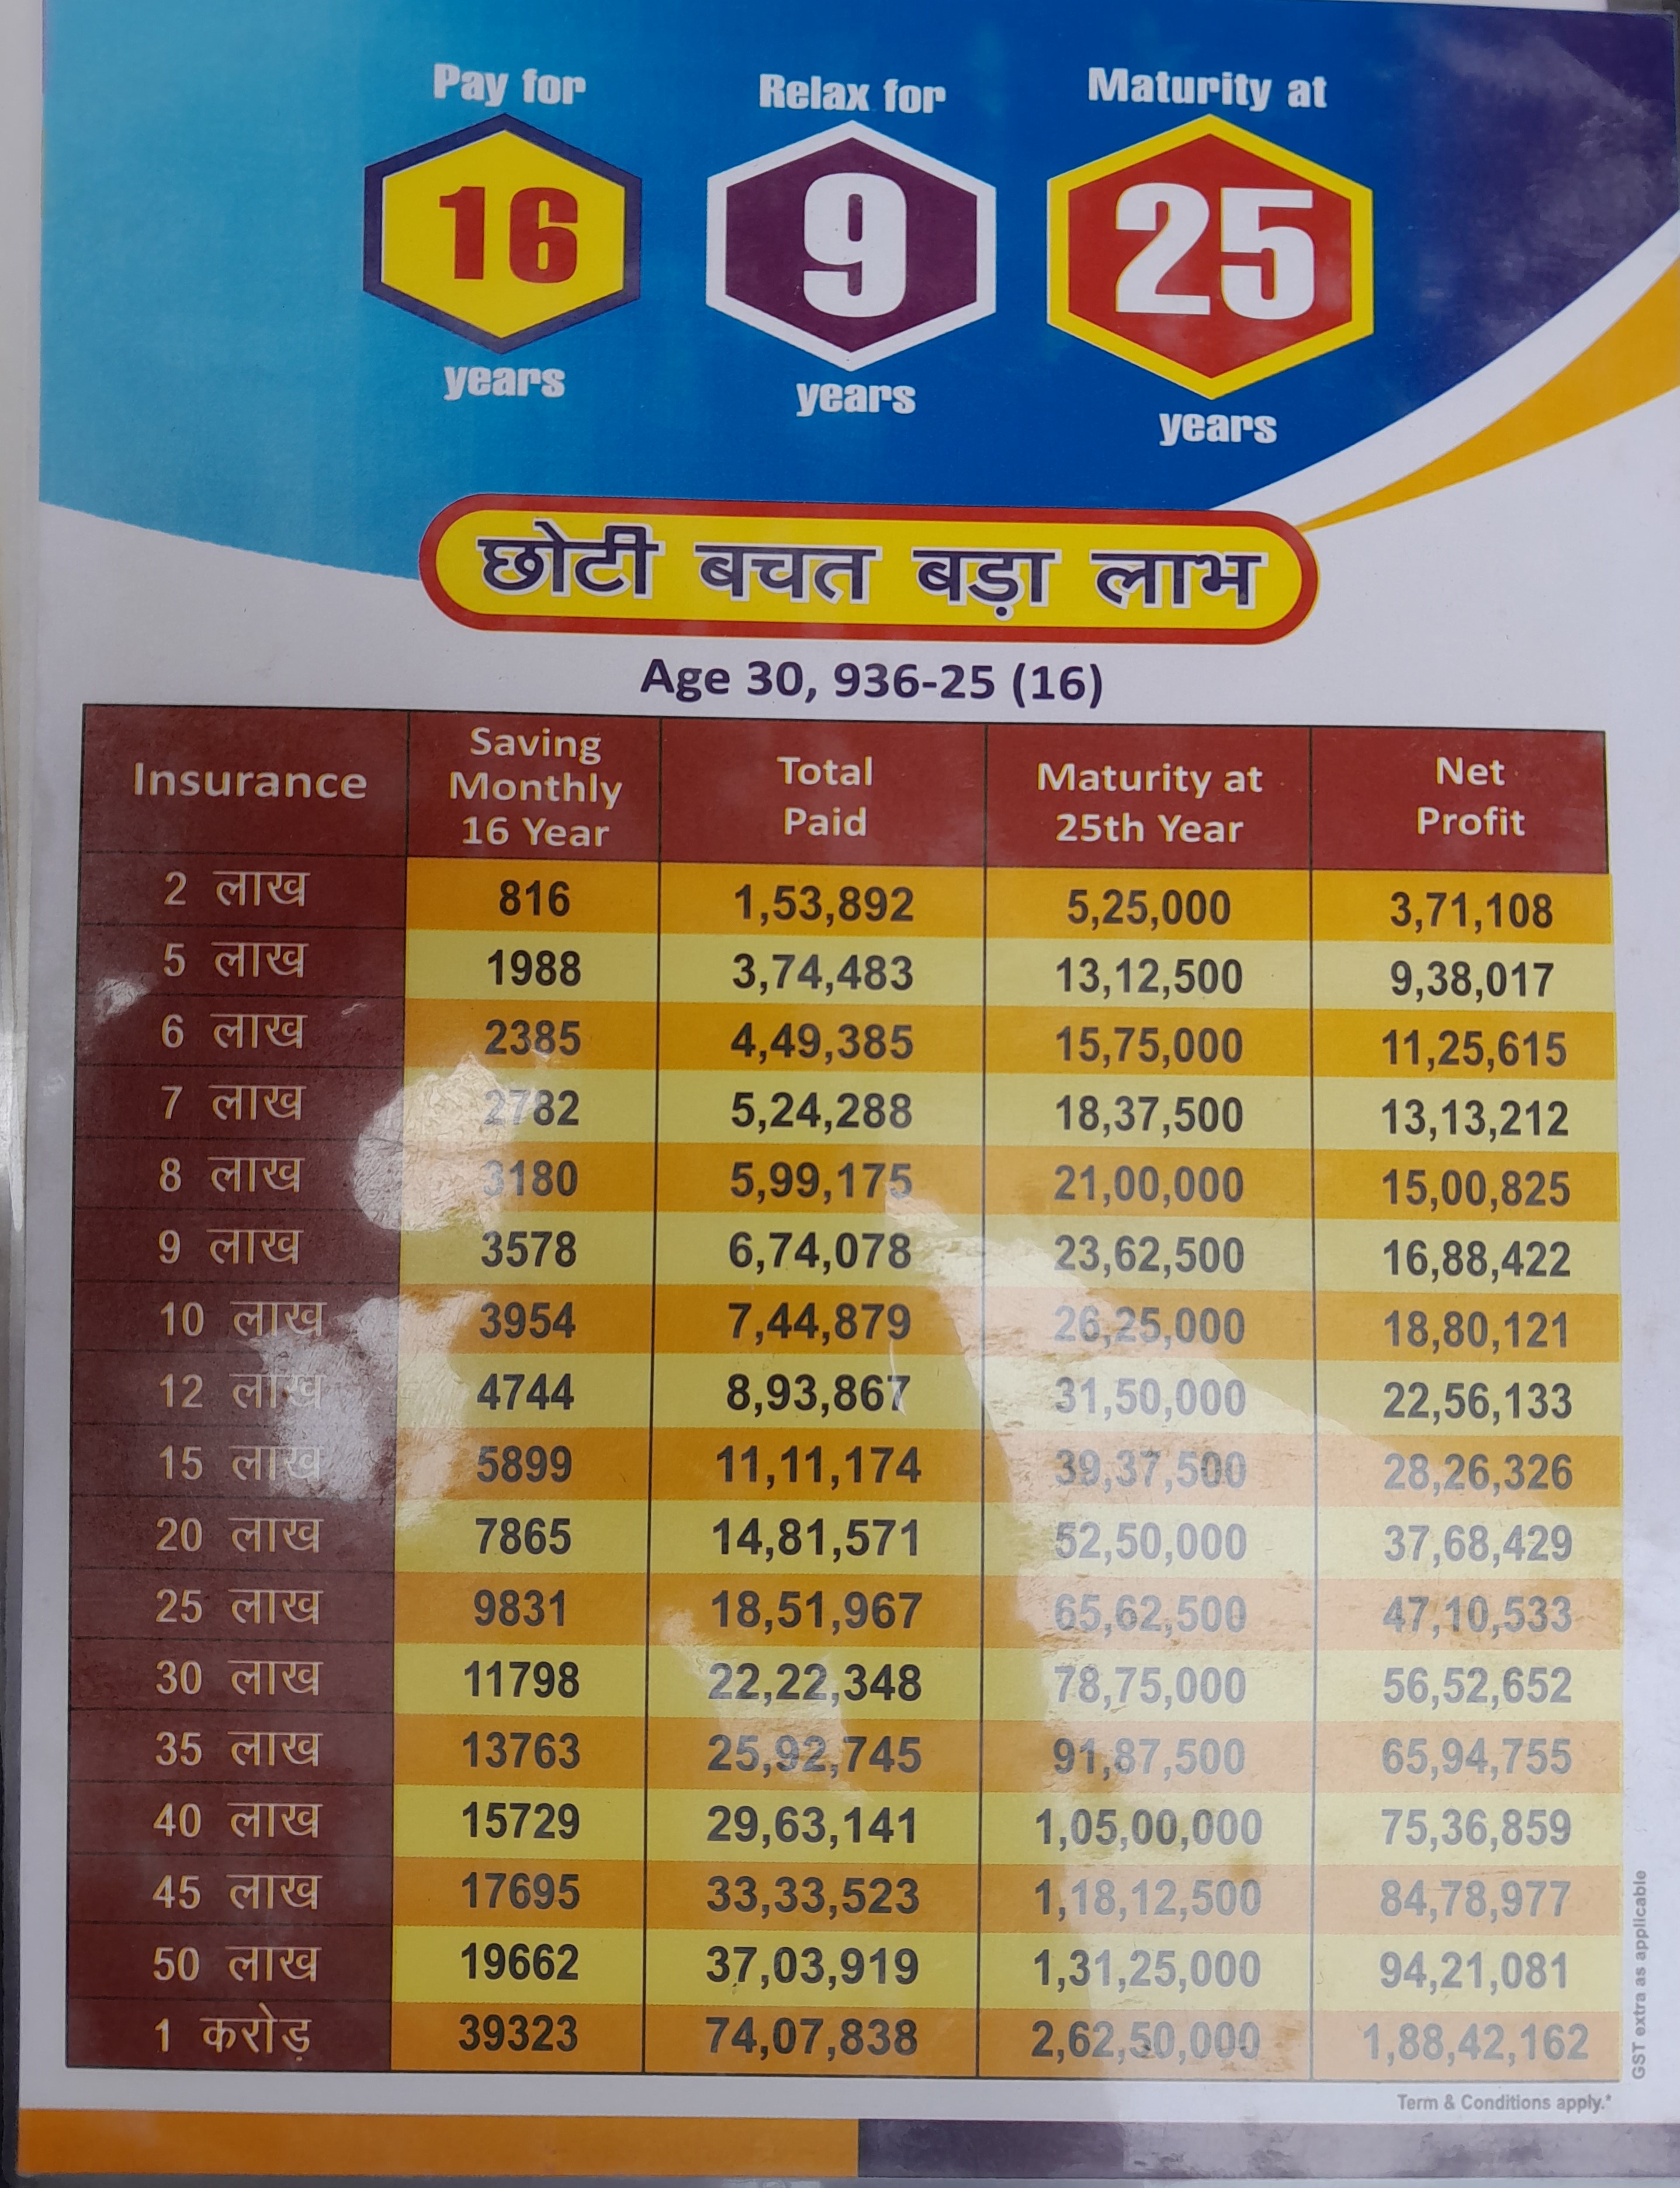 Pay for
16
years
Relax for
9
years
Maturity at
25
years
छोटी बचत बड़ा लाभ
Age 30, 936-25 (16)
Insurance Saving Monthly 16 Year Total Paid Maturity at 25th Year Net Profit
2 लाख 816 1,53,892 5,25,000 3,71,108
5 लाख 1988 3,74,483 13,12,500 9,38,017
6 लाख 2385 4,49,385 15,75,000 11,25,615
7 लाख 2782 5,24,288 18,37,500 13,13,212
8 लाख 3180 5,99,175 21,00,000 15,00,825
9 लाख 3578 6,74,078 23,62,500 16,88,422
10 लाख 3954 7,44,879 26,25,000 18,80,121
12 लाख 4744 8,93,867 31,50,000 22,56,133
15 लाख 5899 11,11,174 39,37,500 28,26,326
20 लाख 7865 14,81,571 52,50,000 37,68,429
25 लाख 9831 18,51,967 65,62,500 47,10,533
30 लाख 11798 22,22,348 78,75,000 56,52,652
35 लाख 13763 25,92,745 91,87,500 65,94,755
40 लाख 15729 29,63,141 1,05,00,000 75,36,859
45 लाख 17695 33,33,523 1,18,12,500 84,78,977
50 लाख 19662 37,03,919 1,31,25,000 94,21,081
1 करोड़ 39323 74,07,838 2,62,50,000 1,88,42,162
GST extra as applicable
Term & Conditions apply.*